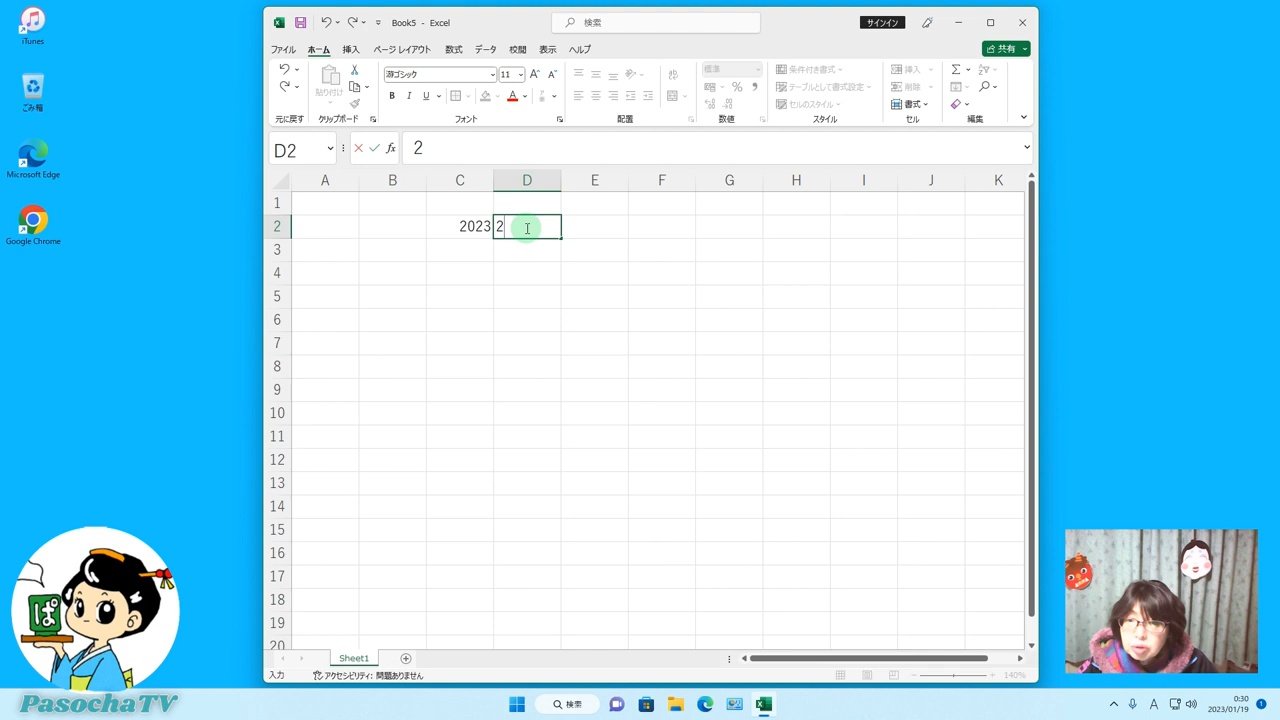 iTunes
ごみ箱
Microsoft Edge
Google Chrome
Book5 - Excel
検索
サインイン
ファイル ホーム 挿入 ページ レイアウト 数式 データ 校閲 表示 ヘルプ
共有
元に戻す
貼り付け
クリップボード
游ゴシック 11
B I U
フォント
配置
標準
数値
条件付き書式
テーブルとして書式設定
セルのスタイル
スタイル
挿入
削除
書式
セル
編集
D2 fx 2
A B C D E F G H I J K
1
2 2023 2
3
4
5
6
7
8
9
10
11
12
13
14
15
16
17
18
19
20
Sheet1
入力 アクセシビリティ: 問題ありません 140%
ぱ
PasochaTV
検索
A
0:30
2023/01/19
1